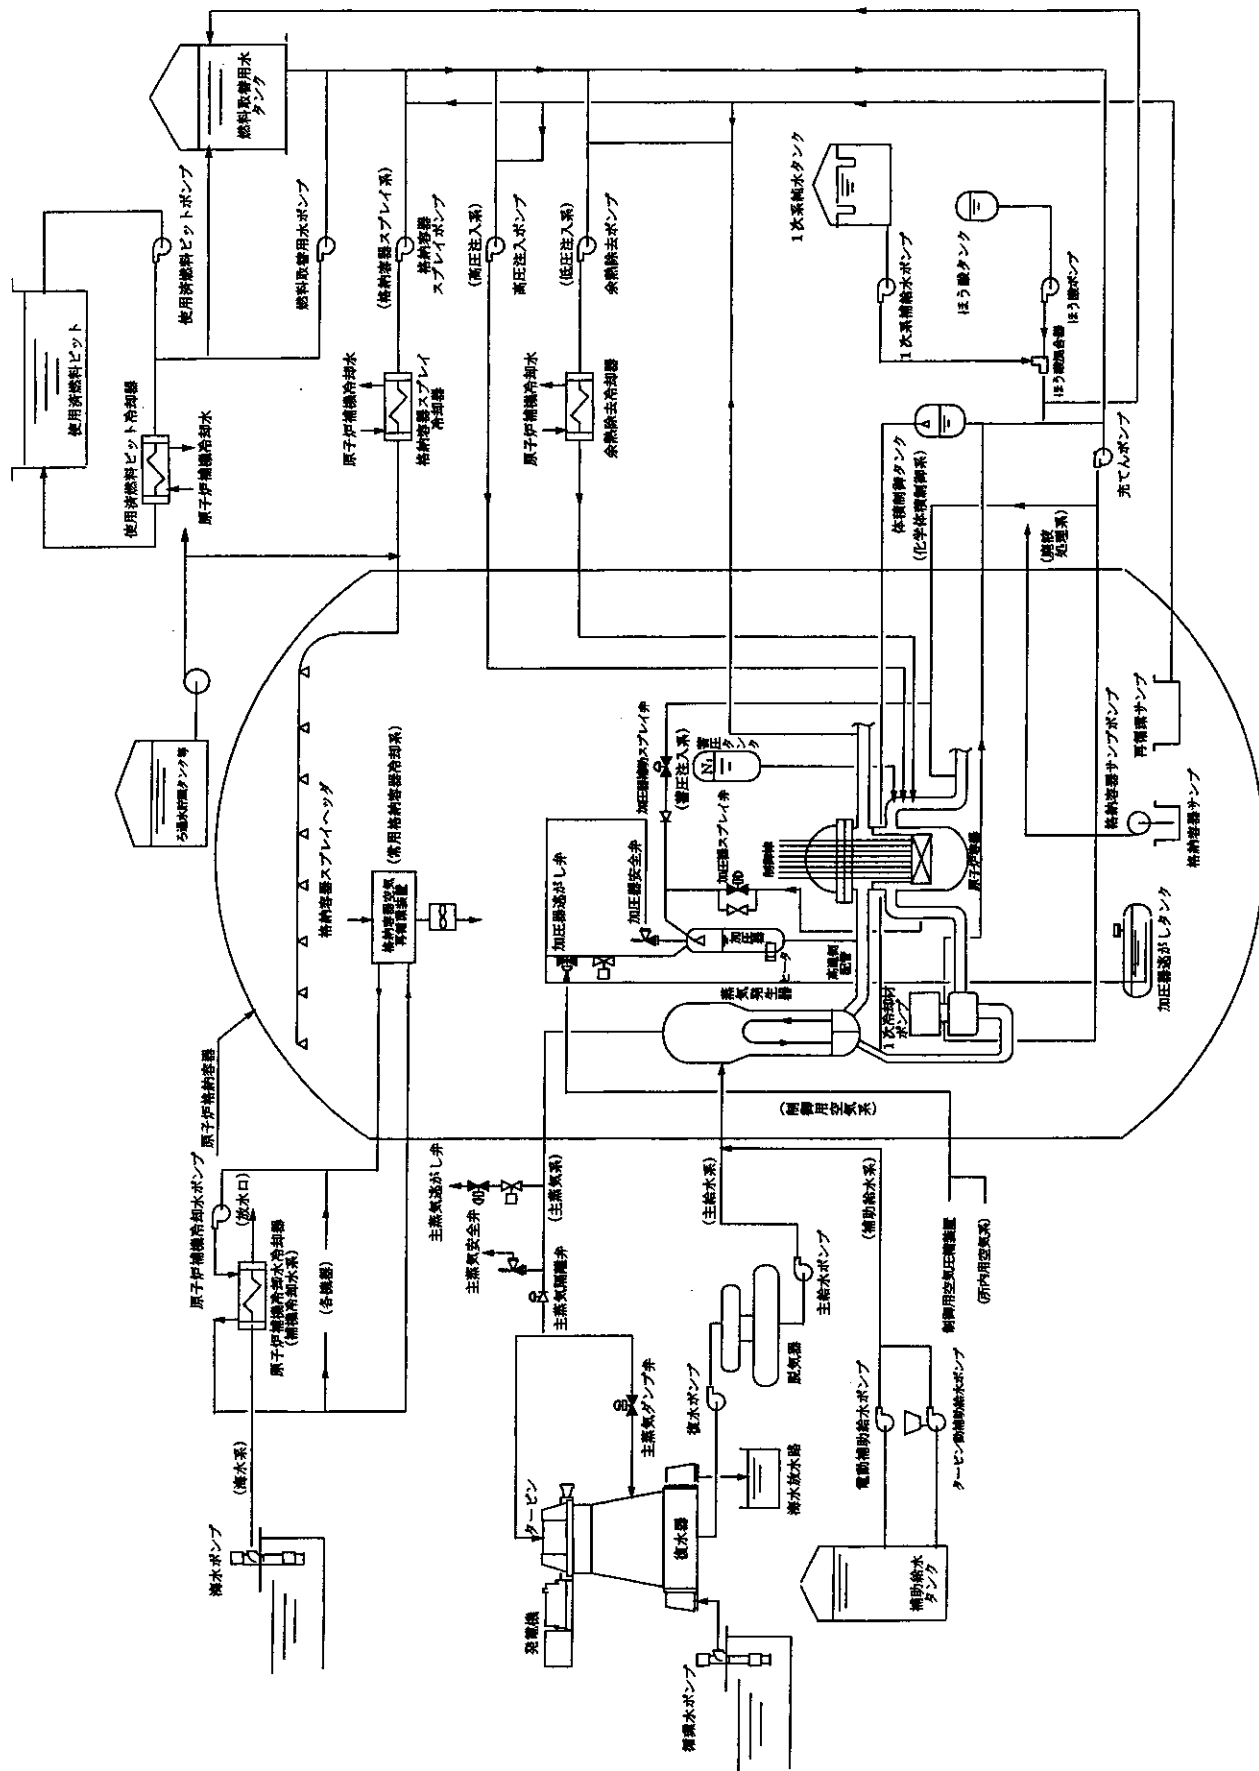 使用済燃料ピット
使用済燃料ピット冷却器
原子炉補機冷却水
使用済燃料ピットポンプ
燃料取替用水
タンク
燃料取替用水ポンプ
(格納容器スプレイ系)
格納容器
スプレイポンプ
原子炉補機冷却水
格納容器スプレイ
冷却器
(高圧注入系)
高圧注入ポンプ
(低圧注入系)
余熱除去ポンプ
原子炉補機冷却水
余熱除去冷却器
1次系純水タンク
1次系補給水ポンプ
ほう酸タンク
ほう酸ポンプ
ほう酸混合器
体積制御タンク
(化学体積制御系)
充てんポンプ
(廃液
処理系)
ろ過水貯蔵タンク等
格納容器スプレイヘッダ
格納容器空気
再循環装置
(常用格納容器冷却系)
加圧器逃がし弁
加圧器安全弁
加圧器補助スプレイ弁
(蓄圧注入系)
蓄圧
タンク
N₂
加圧器スプレイ弁
制御棒
加圧器
ヒータ
高温側
配管
蒸気
発生
器
原子炉容器
1次冷却材
ポンプ
格納容器サンプポンプ
再循環サンプ
格納容器サンプ
加圧器逃がしタンク
(制御用空気系)
原子炉格納容器
原子炉補機冷却水ポンプ
(放水口)
原子炉補機冷却水冷却器
(補機冷却水系)
(各機器)
(海水系)
海水ポンプ
主蒸気逃がし弁
主蒸気安全弁
(主蒸気系)
主蒸気隔離弁
主蒸気ダンプ弁
タービン
発電機
復水器
循環水ポンプ
海水放水路
復水ポンプ
脱気器
主給水ポンプ
(主給水系)
(補助給水系)
電動補助給水ポンプ
タービン動補助給水ポンプ
補助給水
タンク
制御用空気圧縮装置
(所内用空気系)